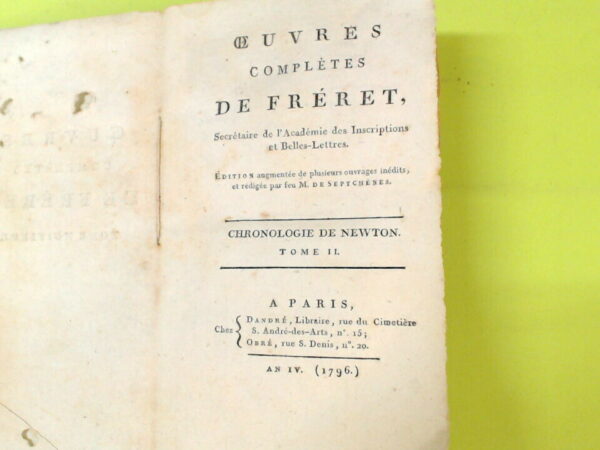 ŒUVRES
COMPLÈTES
DE FRÉRET,
Secrétaire de l'Académie des Inscriptions
et Belles-Lettres.
ÉDITION augmentée de plusieurs ouvrages inédits,
et redigée par feu M. DE SEPTCHÊNES.
CHRONOLOGIE DE NEWTON.
TOME II.
A PARIS,
Chez { DANDRÉ, Libraire, rue du Cimetière
S. André-des-Arts, n°. 15;
OBRÉ, rue S. Denis, n°. 20.
AN IV. (1796.)